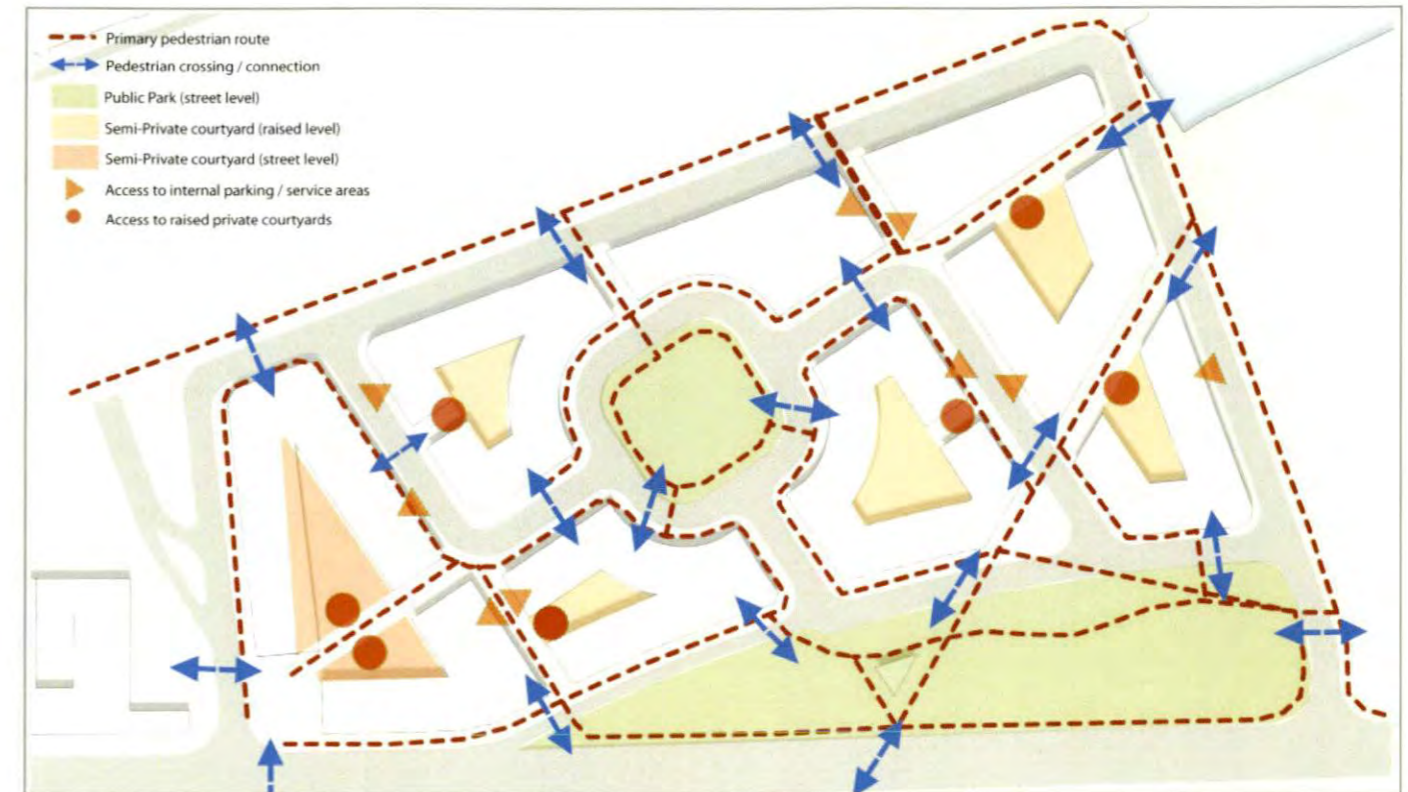 Primary pedestrian route
Pedestrian crossing / connection
Public Park (street level)
Semi-Private courtyard (raised level)
Semi-Private courtyard (street level)
Access to internal parking / service areas
Access to raised private courtyards